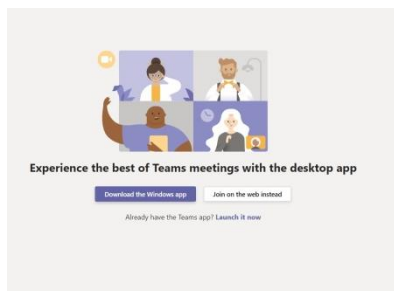 Experience the best of Teams meetings with the desktop app
Download the Windows app
Join on the web instead
Already have the Teams app? Launch it now